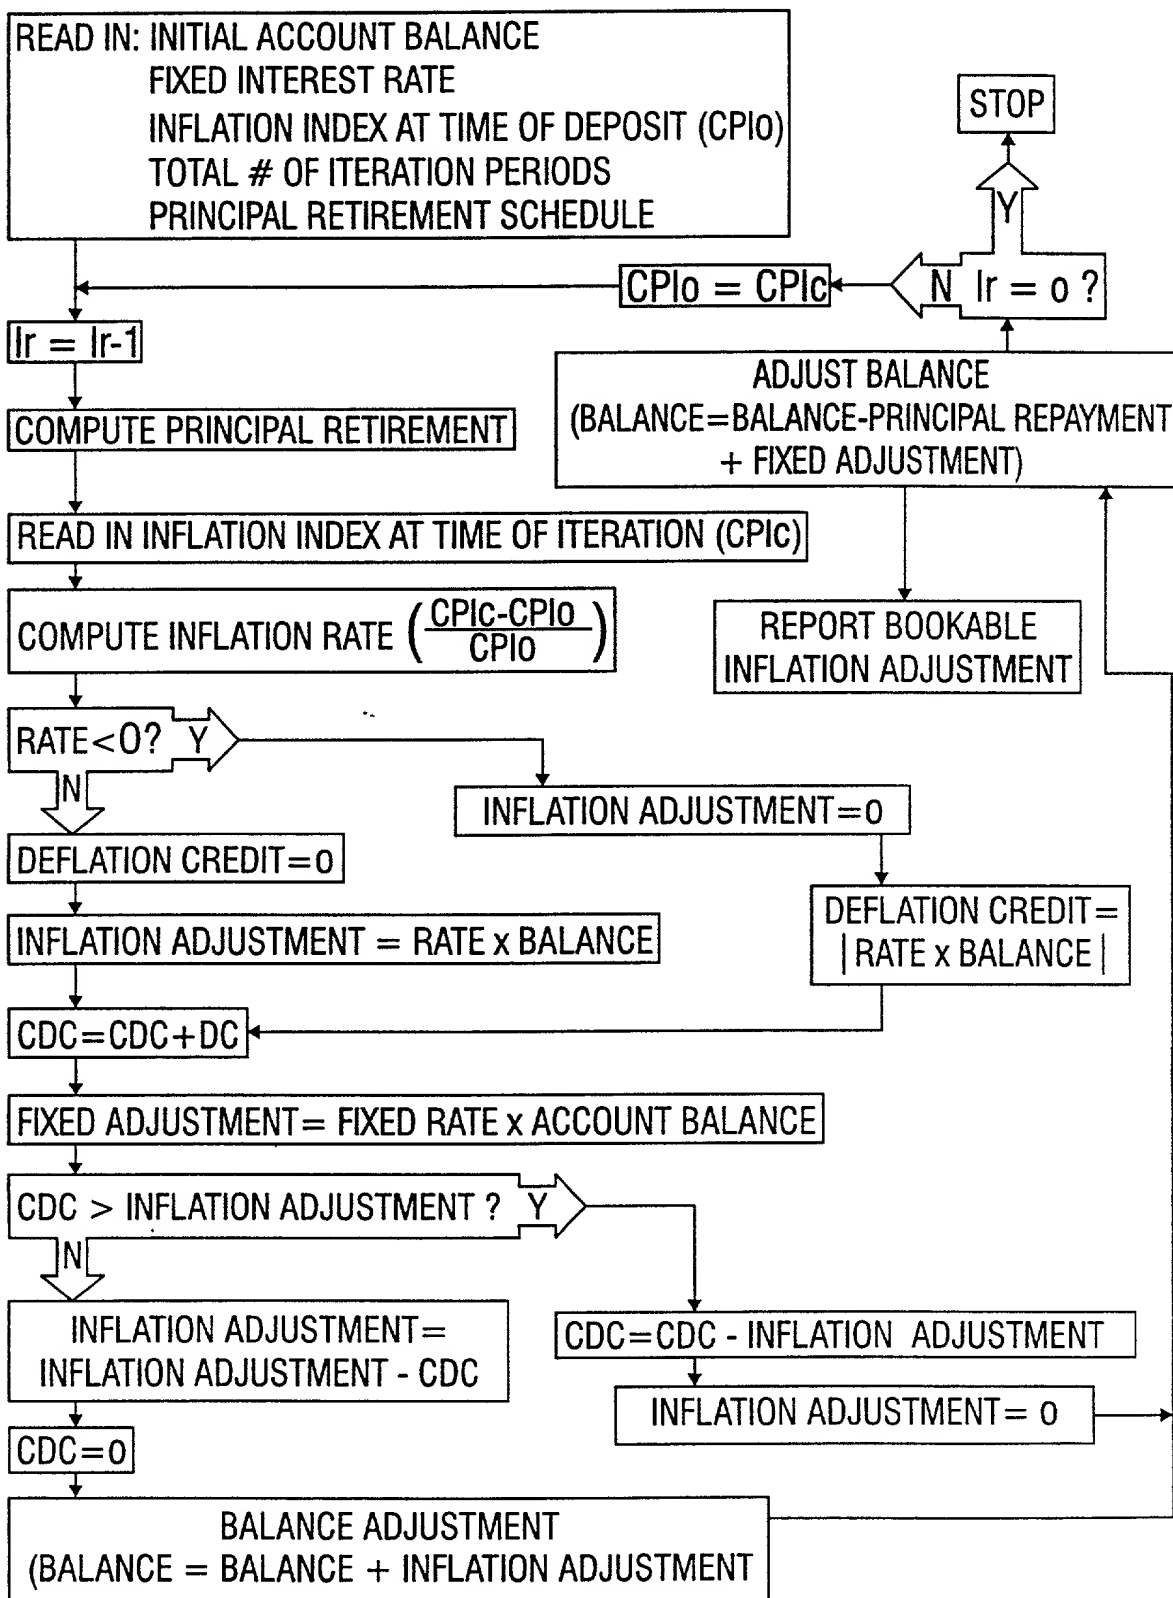 READ IN: INITIAL ACCOUNT BALANCE
FIXED INTEREST RATE
INFLATION INDEX AT TIME OF DEPOSIT (CPIo)
TOTAL # OF ITERATION PERIODS
PRINCIPAL RETIREMENT SCHEDULE
STOP
Y
CPIo = CPIc
N Ir = o ?
Ir = Ir-1
ADJUST BALANCE
(BALANCE=BALANCE-PRINCIPAL REPAYMENT
+ FIXED ADJUSTMENT)
COMPUTE PRINCIPAL RETIREMENT
READ IN INFLATION INDEX AT TIME OF ITERATION (CPIc)
COMPUTE INFLATION RATE (CPIc-CPIo
CPIo)
REPORT BOOKABLE
INFLATION ADJUSTMENT
RATE<0? Y
N
INFLATION ADJUSTMENT=o
DEFLATION CREDIT=o
DEFLATION CREDIT=
|RATE x BALANCE|
INFLATION ADJUSTMENT = RATE x BALANCE
CDC=CDC+DC
FIXED ADJUSTMENT= FIXED RATE x ACCOUNT BALANCE
CDC > INFLATION ADJUSTMENT ? Y
N
INFLATION ADJUSTMENT=
INFLATION ADJUSTMENT - CDC
CDC=CDC - INFLATION ADJUSTMENT
INFLATION ADJUSTMENT= o
CDC=o
BALANCE ADJUSTMENT
(BALANCE = BALANCE + INFLATION ADJUSTMENT